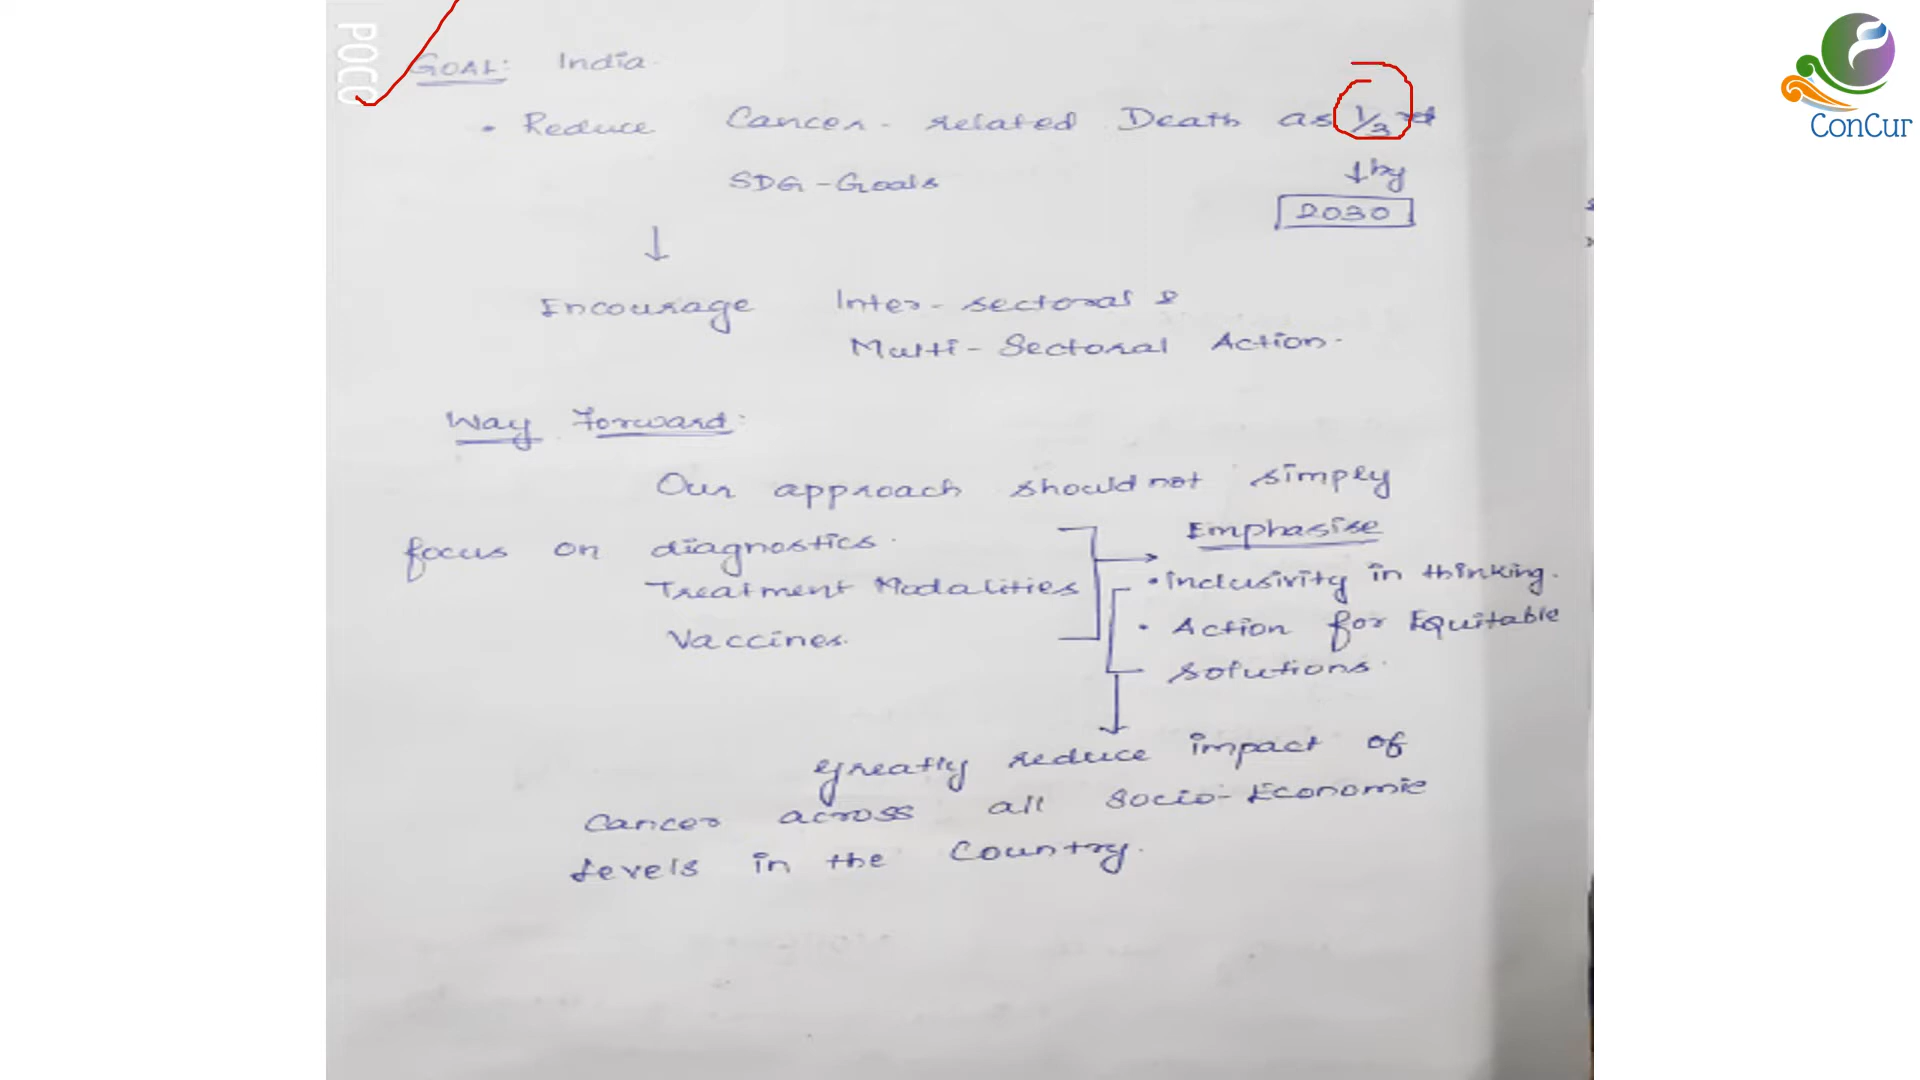 POCO
GOAL: India.
• Reduce Cancer-related Death as 1/3rd
SDG-Goals
↓ by
2030
↓
Encourage Inter-sectoral &
Multi-Sectoral Action.
Way Forward:
Our approach should not simply
focus on diagnostics.
Treatment Modalities
Vaccines.
Emphasise
• inclusivity in thinking.
• Action for Equitable
solutions.
greatly reduce impact of
Cancer across all Socio-Economic
levels in the Country.
ConCur